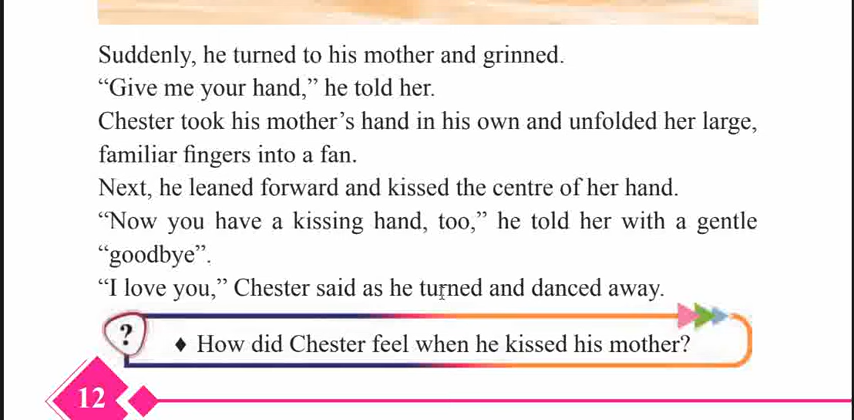 Suddenly, he turned to his mother and grinned.
“Give me your hand,” he told her.
Chester took his mother’s hand in his own and unfolded her large,
familiar fingers into a fan.
Next, he leaned forward and kissed the centre of her hand.
“Now you have a kissing hand, too,” he told her with a gentle
“goodbye”.
“I love you,” Chester said as he turned and danced away.
?
♦ How did Chester feel when he kissed his mother?
12